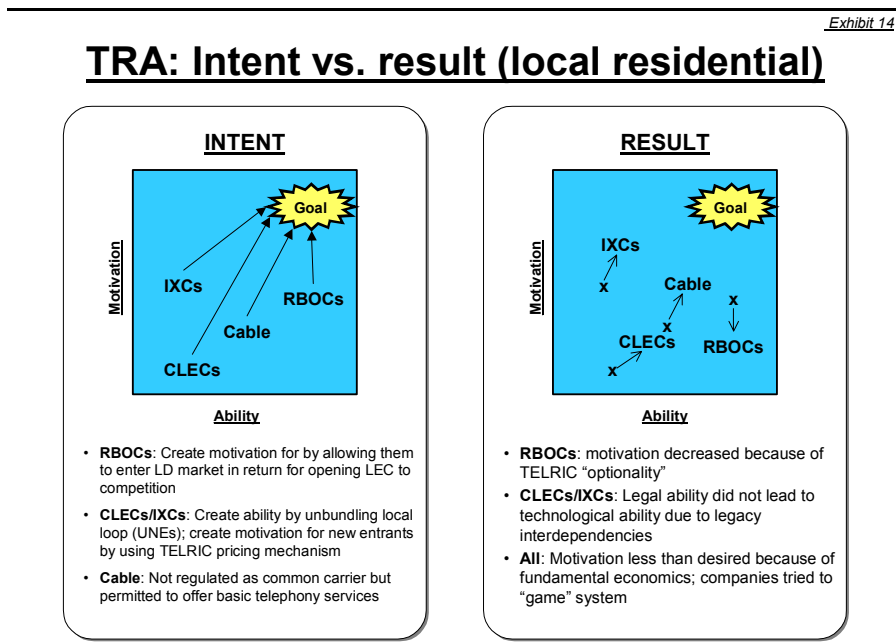 Exhibit 14
TRA: Intent vs. result (local residential)
INTENT
Goal
Motivation
IXCs
RBOCs
Cable
CLECs
Ability
• RBOCs: Create motivation for by allowing them
to enter LD market in return for opening LEC to
competition
• CLECs/IXCs: Create ability by unbundling local
loop (UNEs); create motivation for new entrants
by using TELRIC pricing mechanism
• Cable: Not regulated as common carrier but
permitted to offer basic telephony services
RESULT
Goal
Motivation
IXCs
x
Cable
x
x
CLECs
RBOCs
x
Ability
• RBOCs: motivation decreased because of
TELRIC “optionality”
• CLECs/IXCs: Legal ability did not lead to
technological ability due to legacy
interdependencies
• All: Motivation less than desired because of
fundamental economics; companies tried to
“game” system